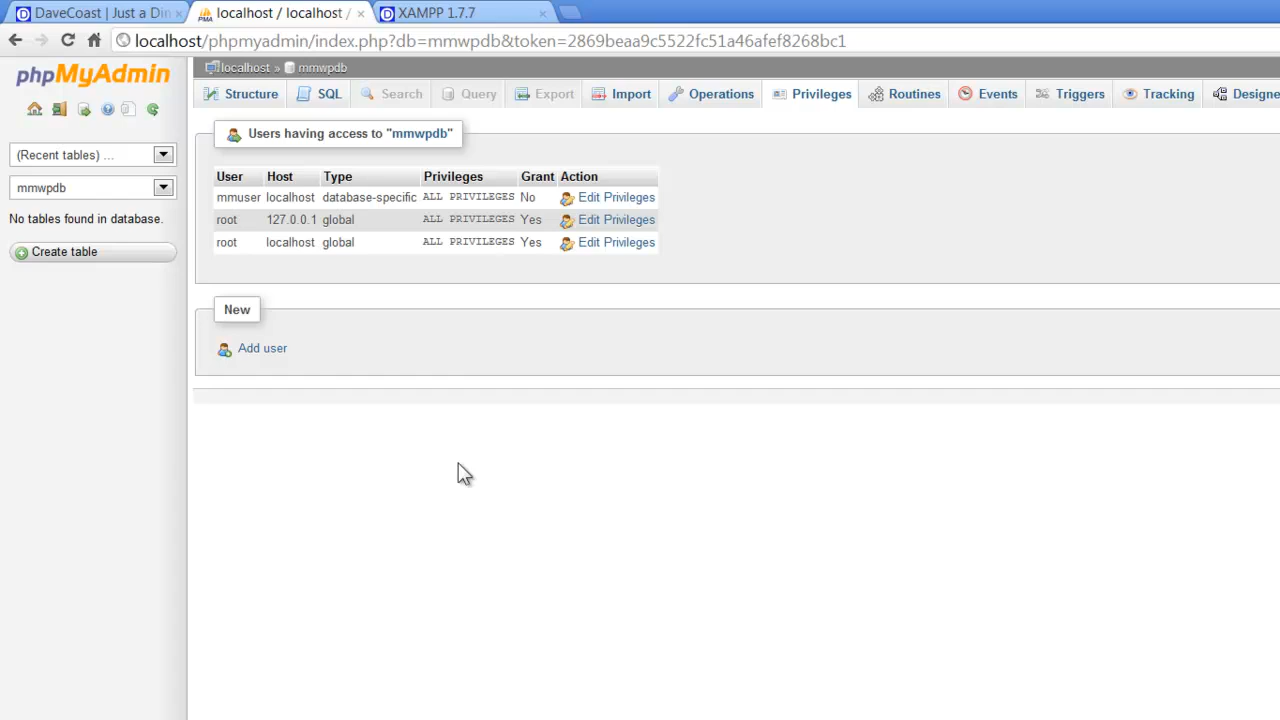 DaveCoast | Just a Din
localhost / localhost /
XAMPP 1.7.7
localhost/phpmyadmin/index.php?db=mmwpdb&token=2869beaa9c5522fc51a46afef8268bc1
phpMyAdmin
localhost » mmwpdb
Structure SQL Search Query Export Import Operations Privileges Routines Events Triggers Tracking Designe
(Recent tables) ...
mmwpdb
No tables found in database.
Create table
Users having access to "mmwpdb"
User Host Type Privileges Grant Action
mmuser localhost database-specific ALL PRIVILEGES No Edit Privileges
root 127.0.0.1 global ALL PRIVILEGES Yes Edit Privileges
root localhost global ALL PRIVILEGES Yes Edit Privileges
New
Add user